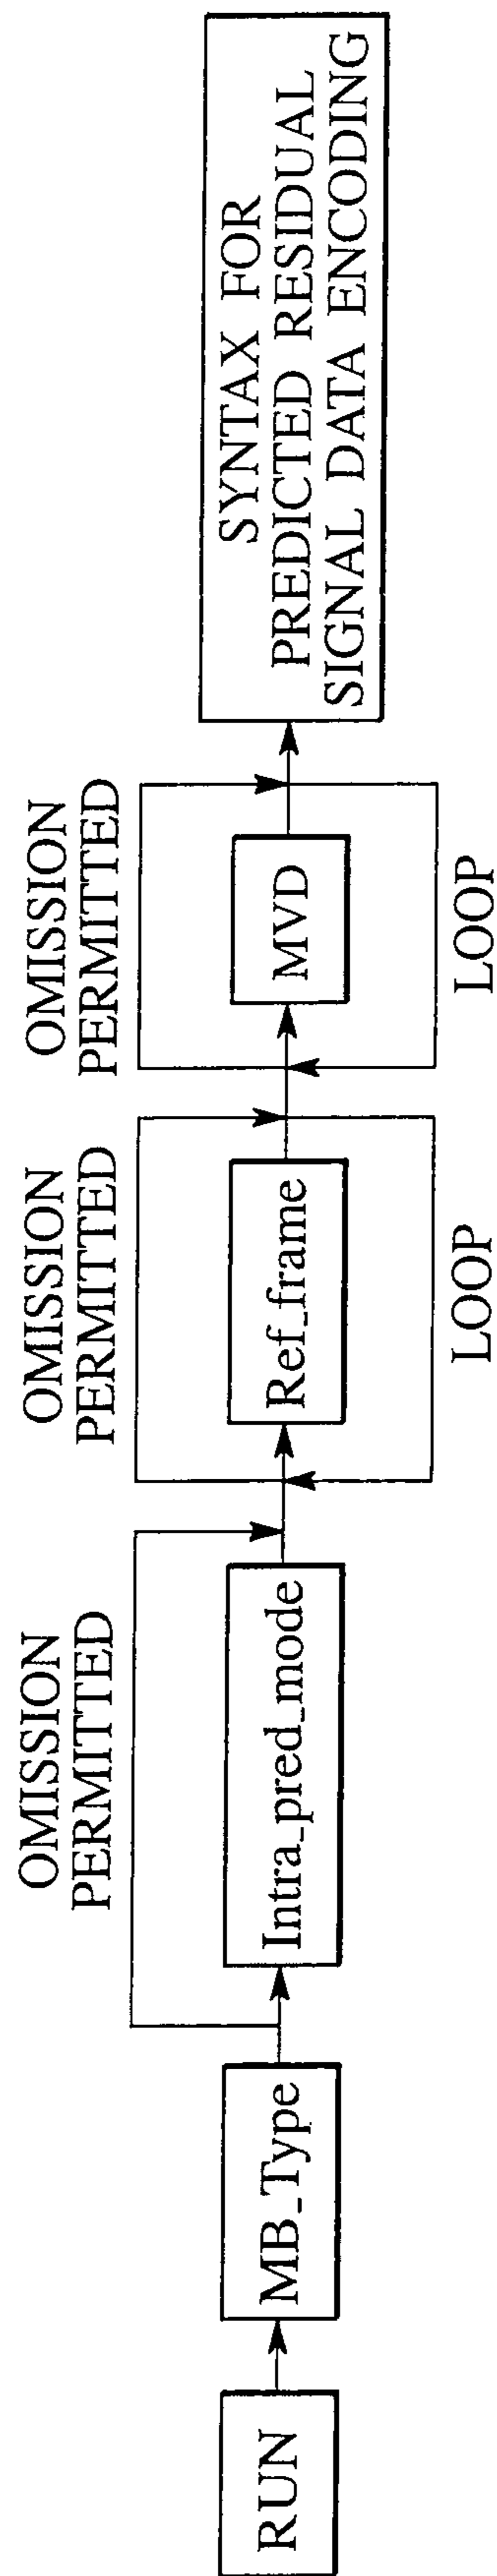 RUN
MB_Type
OMISSION
PERMITTED
Intra_pred_mode
OMISSION
PERMITTED
Ref_frame
LOOP
OMISSION
PERMITTED
MVD
LOOP
SYNTAX FOR
PREDICTED RESIDUAL
SIGNAL DATA ENCODING